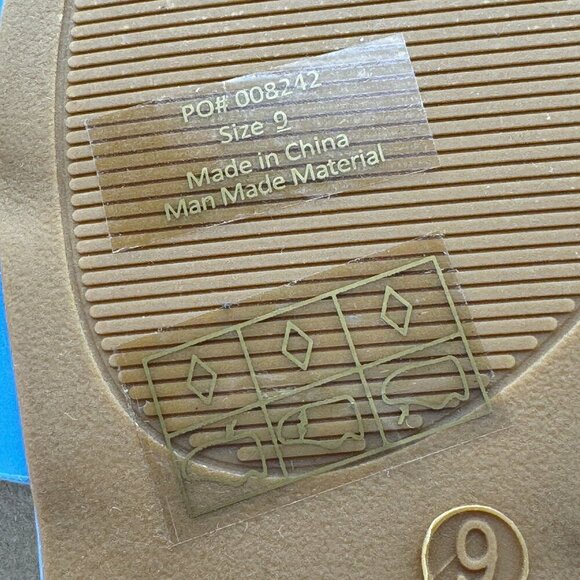 PO# 008242
Size 9
Made in China
Man Made Material
9